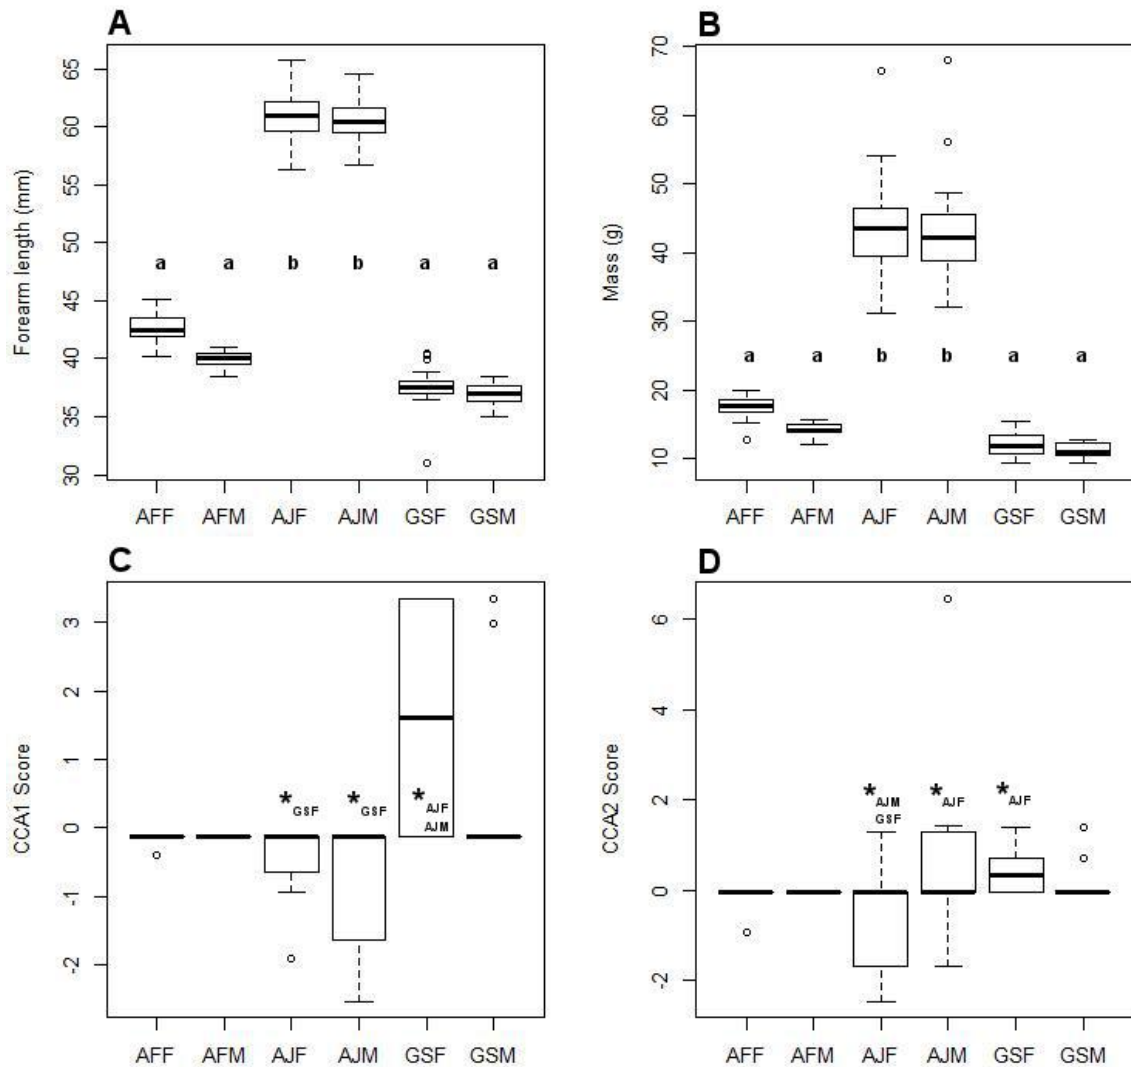 A
Forearm length (mm)
65
60
55
50
45
40
35
30
a a b b a a
AFF AFM AJF AJM GSF GSM
B
Mass (g)
70
60
50
40
30
20
10
a a b b a a
AFF AFM AJF AJM GSF GSM
C
CCA1 Score
3
2
1
0
-1
-2
*GSF
*GSF
*AJF
AJM
AFF AFM AJF AJM GSF GSM
D
CCA2 Score
6
4
2
0
-2
*AJM
GSF
*AJF
*AJF
AFF AFM AJF AJM GSF GSM